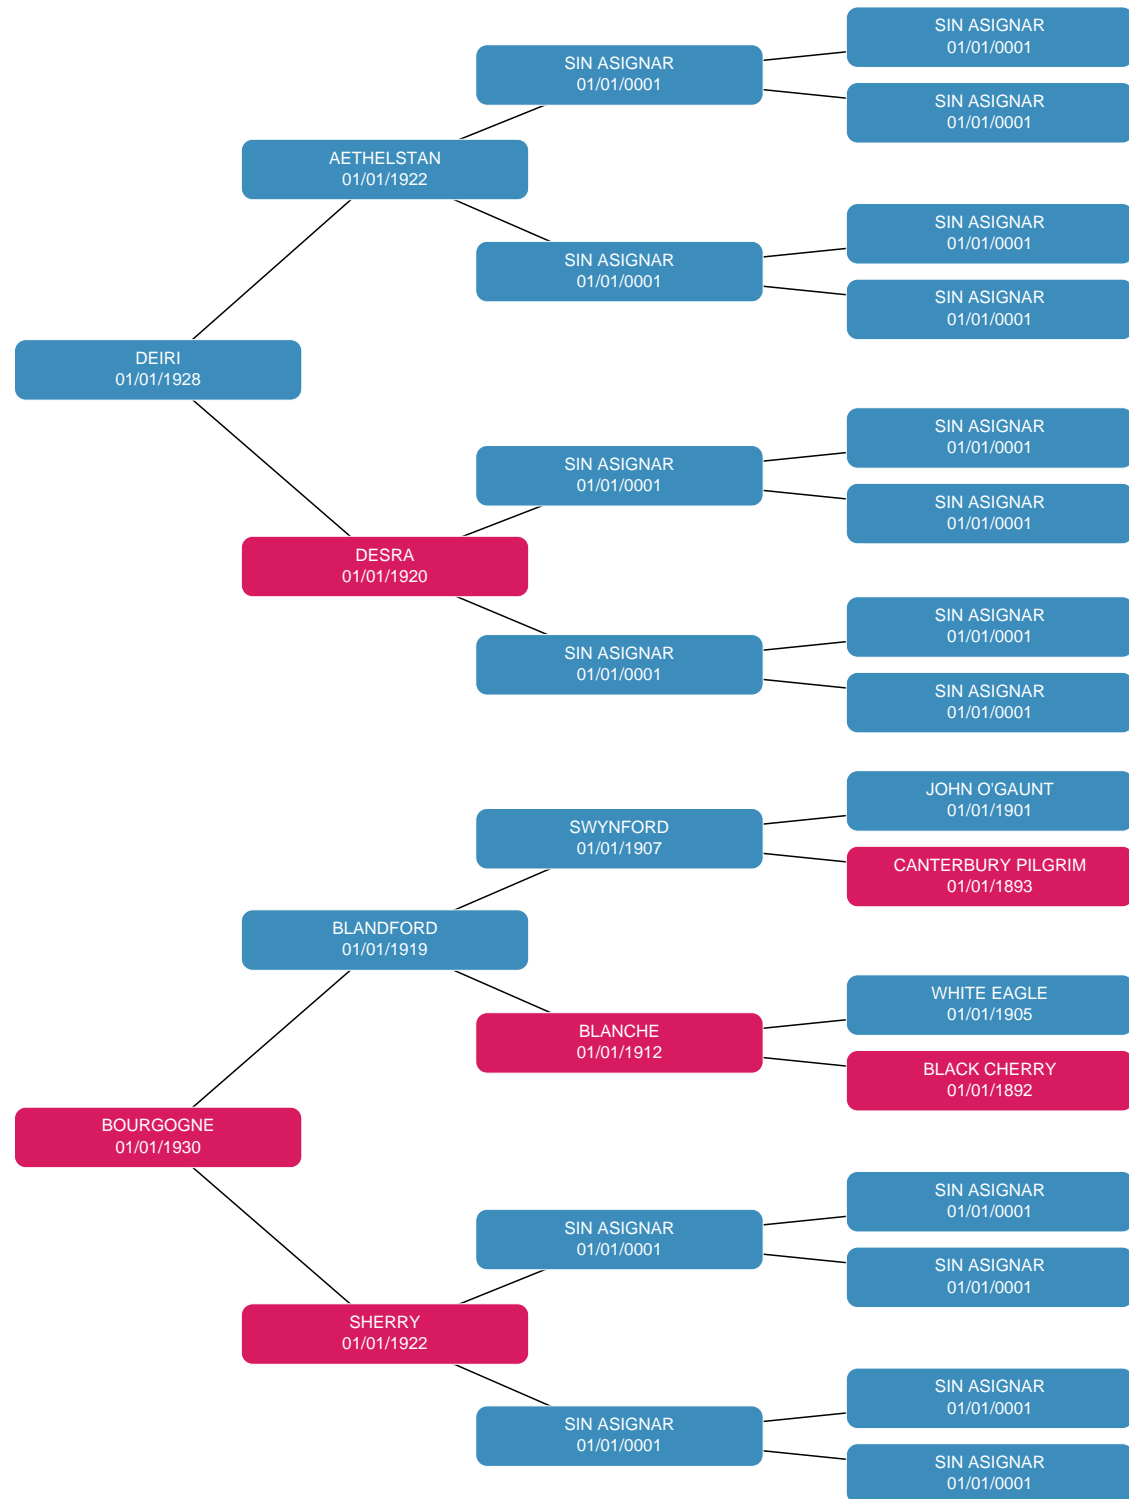 SIN ASIGNAR
01/01/0001
SIN ASIGNAR
01/01/0001
SIN ASIGNAR
01/01/0001
AETHELSTAN
01/01/1922
SIN ASIGNAR
01/01/0001
SIN ASIGNAR
01/01/0001
SIN ASIGNAR
01/01/0001
DEIRI
01/01/1928
SIN ASIGNAR
01/01/0001
SIN ASIGNAR
01/01/0001
SIN ASIGNAR
01/01/0001
DESRA
01/01/1920
SIN ASIGNAR
01/01/0001
SIN ASIGNAR
01/01/0001
SIN ASIGNAR
01/01/0001
JOHN O'GAUNT
01/01/1901
SWYNFORD
01/01/1907
CANTERBURY PILGRIM
01/01/1893
BLANDFORD
01/01/1919
WHITE EAGLE
01/01/1905
BLANCHE
01/01/1912
BLACK CHERRY
01/01/1892
BOURGOGNE
01/01/1930
SIN ASIGNAR
01/01/0001
SIN ASIGNAR
01/01/0001
SIN ASIGNAR
01/01/0001
SHERRY
01/01/1922
SIN ASIGNAR
01/01/0001
SIN ASIGNAR
01/01/0001
SIN ASIGNAR
01/01/0001